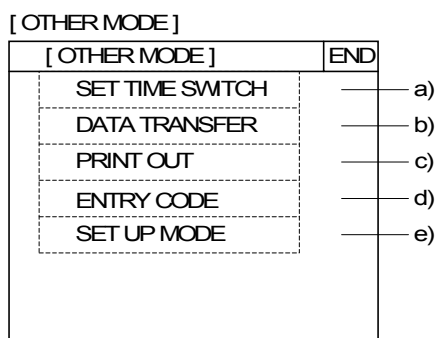 [ OTHER MODE ]
[ OTHER MODE ] END
SET TIME SWITCH a)
DATA TRANSFER b)
PRINT OUT c)
ENTRY CODE d)
SET UP MODE e)